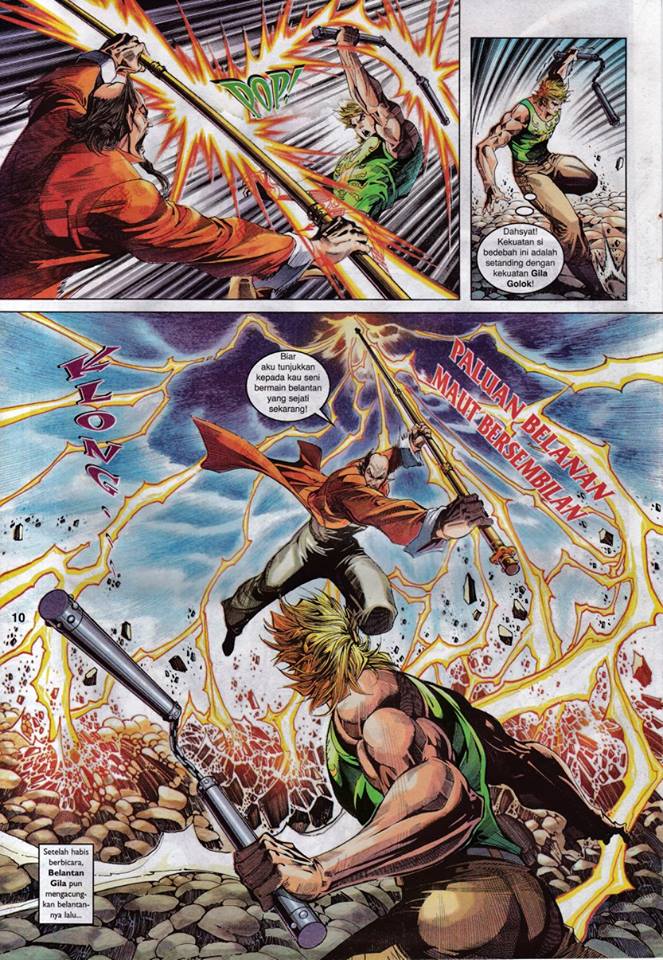 POP!
Dahsyat!
Kekuatan si
bedebah ini adalah
setanding dengan
kekuatan Gila
Golok!
KLONG...
Biar
aku tunjukkan
kepada kau seni
bermain belantan
yang sejati
sekarang!
PALUAN BELANAN
MAUT BERSEMBILAN
10
Setelah habis
berbicara,
Belantan
Gila pun
mengacung-
kan belantan-
nya lalu...